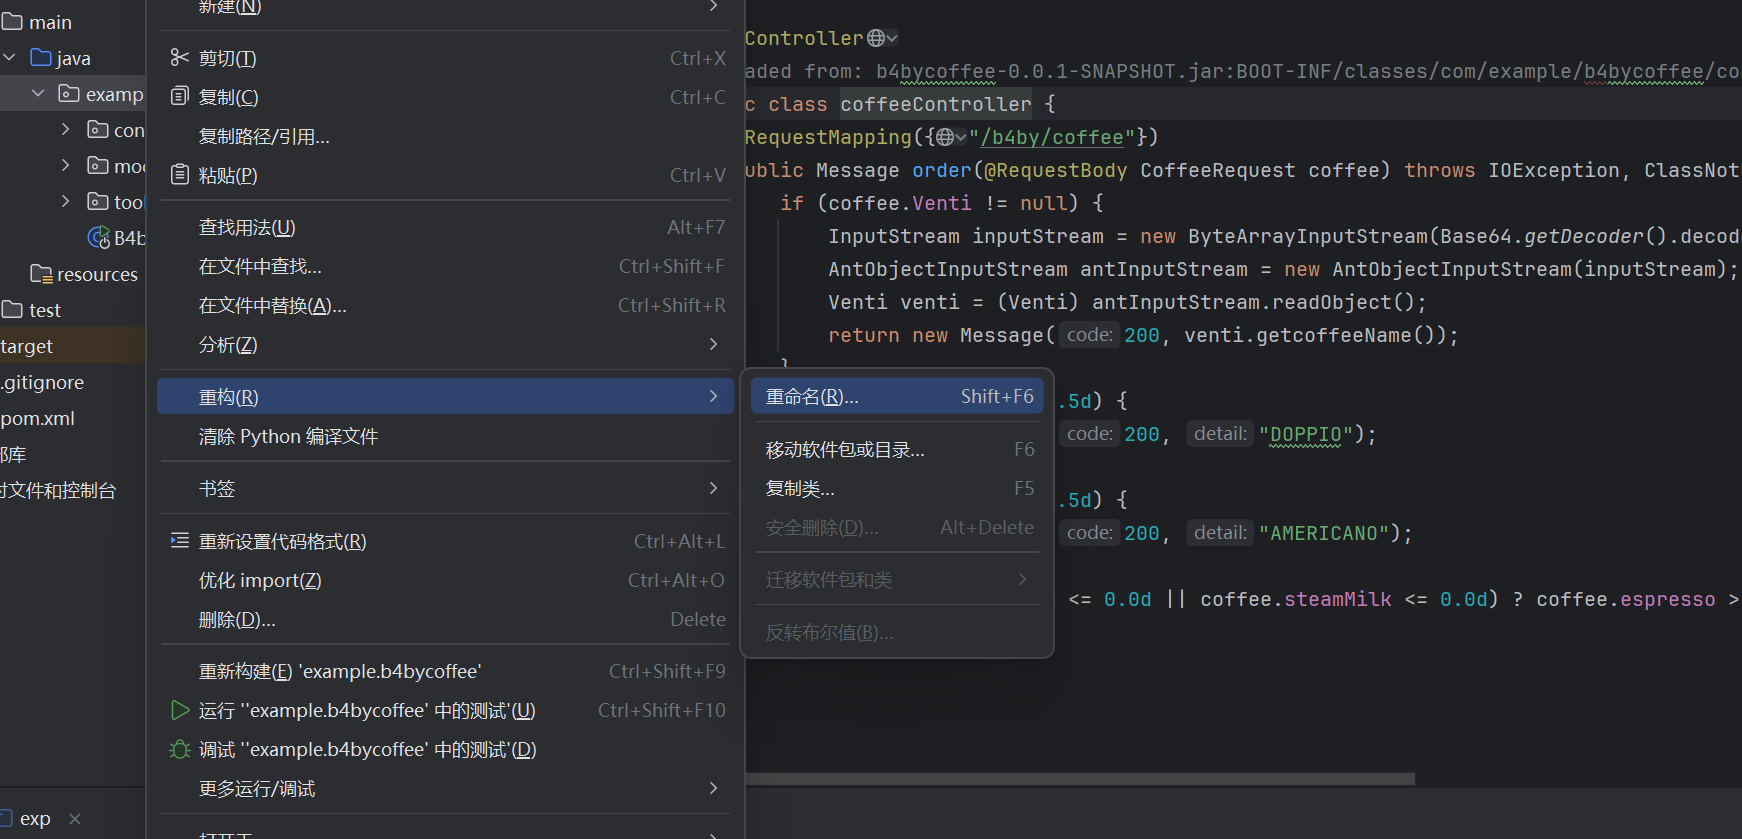 main
java
examp
con
mod
tool
B4b
resources
test
target
.gitignore
pom.xml
部库
时文件和控制台
exp
新建(N)
剪切(T) Ctrl+X
复制(C) Ctrl+C
复制路径/引用...
粘贴(P) Ctrl+V
查找用法(U) Alt+F7
在文件中查找... Ctrl+Shift+F
在文件中替换(A)... Ctrl+Shift+R
分析(Z)
重构(R)
清除 Python 编译文件
书签
重新设置代码格式(R) Ctrl+Alt+L
优化 import(Z) Ctrl+Alt+O
删除(D)... Delete
重新构建(E) 'example.b4bycoffee' Ctrl+Shift+F9
运行 ''example.b4bycoffee' 中的测试'(U) Ctrl+Shift+F10
调试 ''example.b4bycoffee' 中的测试'(D)
更多运行/调试
打开于
重命名(R)... Shift+F6
移动软件包或目录... F6
复制类... F5
安全删除(D)... Alt+Delete
迁移软件包和类
反转布尔值(B)...
Controller
aded from: b4bycoffee-0.0.1-SNAPSHOT.jar:BOOT-INF/classes/com/example/b4bycoffee/co
c class coffeeController {
RequestMapping({"/b4by/coffee"})
ublic Message order(@RequestBody CoffeeRequest coffee) throws IOException, ClassNot
if (coffee.Venti != null) {
InputStream inputStream = new ByteArrayInputStream(Base64.getDecoder().decod
AntObjectInputStream antInputStream = new AntObjectInputStream(inputStream);
Venti venti = (Venti) antInputStream.readObject();
return new Message( code: 200, venti.getcoffeeName());
}
.5d) {
code: 200, detail: "DOPPIO");
.5d) {
code: 200, detail: "AMERICANO");
<= 0.0d || coffee.steamMilk <= 0.0d) ? coffee.espresso >